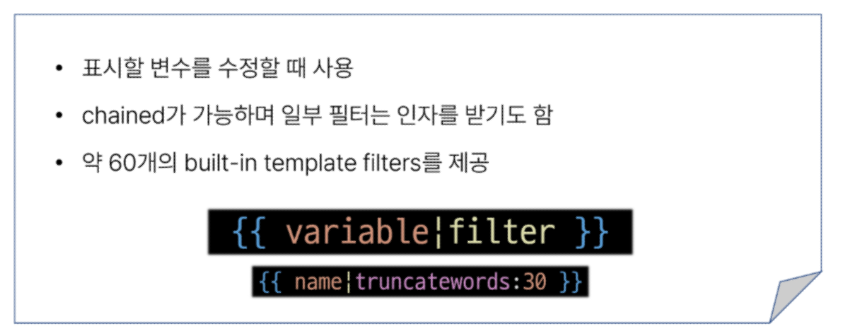 • 표시할 변수를 수정할 때 사용
• chained가 가능하며 일부 필터는 인자를 받기도 함
• 약 60개의 built-in template filters를 제공
{{ variable|filter }}
{{ name|truncatewords:30 }}